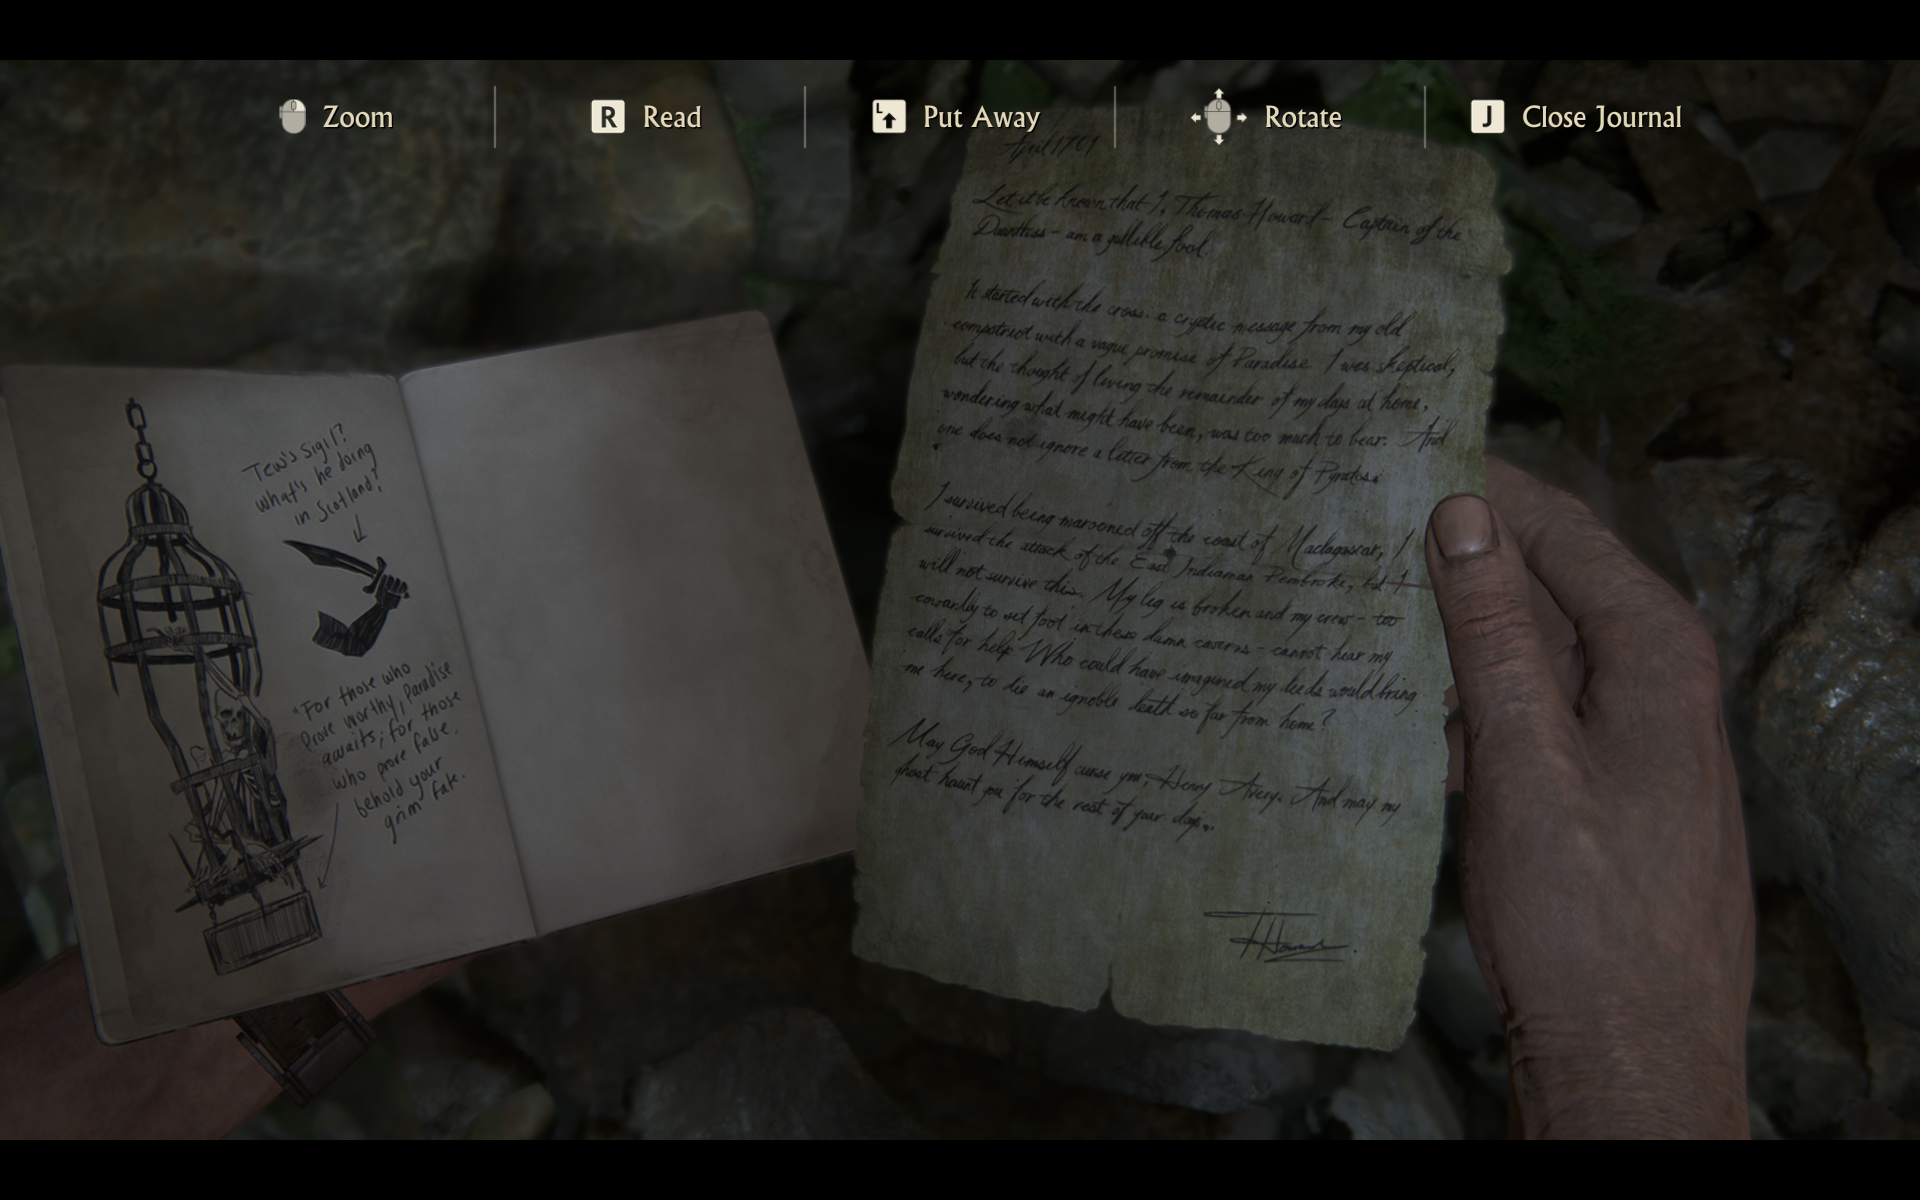 Zoom
R Read
L Put Away
Rotate
J Close Journal
Tew's sigil?
What's he doing
in Scotland?
"For those who
prove worthy, Paradise
awaits; for those
who prove false,
behold your
grim fate.
April 1701
Let it be known that I, Thomas Howard - Captain of the
Dauntless - am a gullible fool.
It started with the cross: a cryptic message from my old
compatriot with a vague promise of Paradise. I was skeptical,
but the thought of living the remainder of my days at home,
wondering what might have been, was too much to bear. And
one does not ignore a letter from the King of Pyrates.
I survived being marooned off the coast of Madagascar, I
survived the attack of the East Indiaman Pembroke, but I
will not survive this. My leg is broken and my crew - too
cowardly to set foot in these damn caverns - cannot hear my
calls for help. Who could have imagined my deeds would bring
me here, to die an ignoble death so far from home?
May God Himself curse you, Henry Avery. And may my
ghost haunt you for the rest of your days.
THoward.